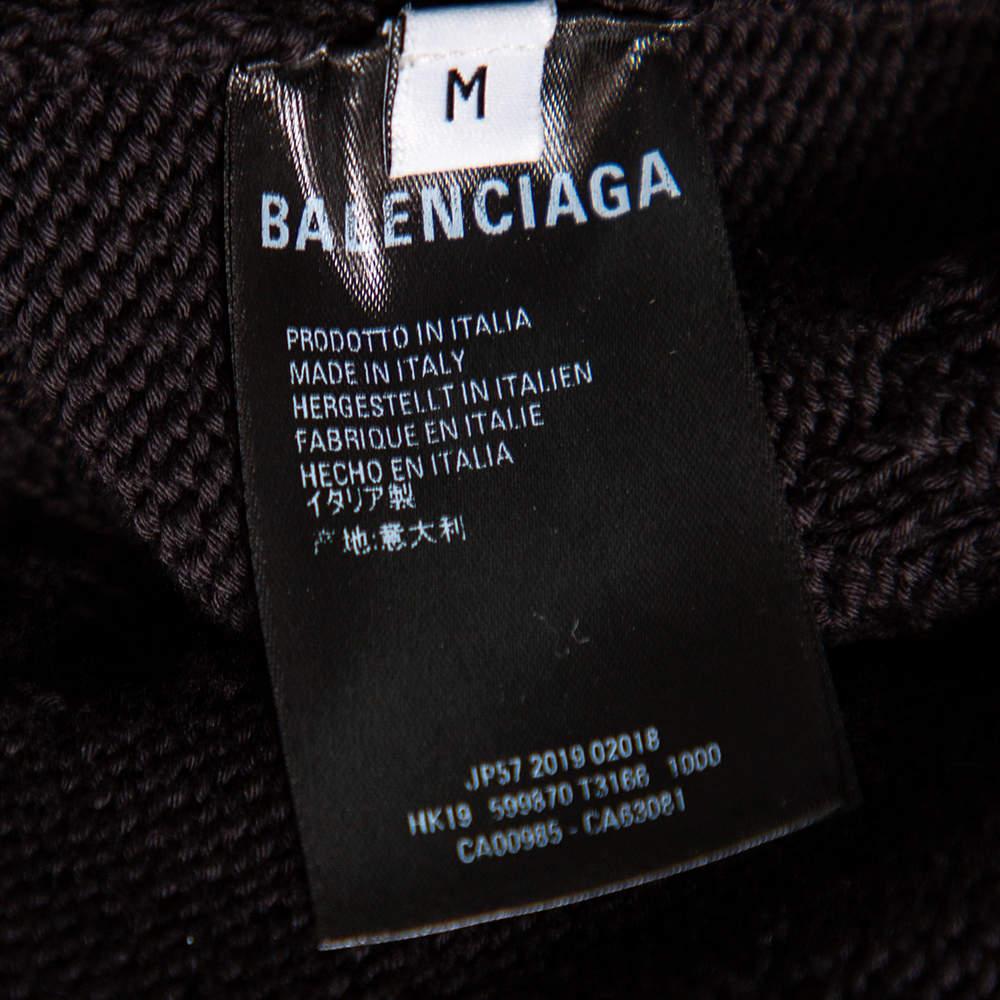 M
BALENCIAGA
PRODOTTO IN ITALIA
MADE IN ITALY
HERGESTELLT IN ITALIEN
FABRIQUE EN ITALIE
HECHO EN ITALIA
イタリア製
产地:意大利
JP57 2019 02018
HK19 599870 T3166 1000
CA00985 - CA63081